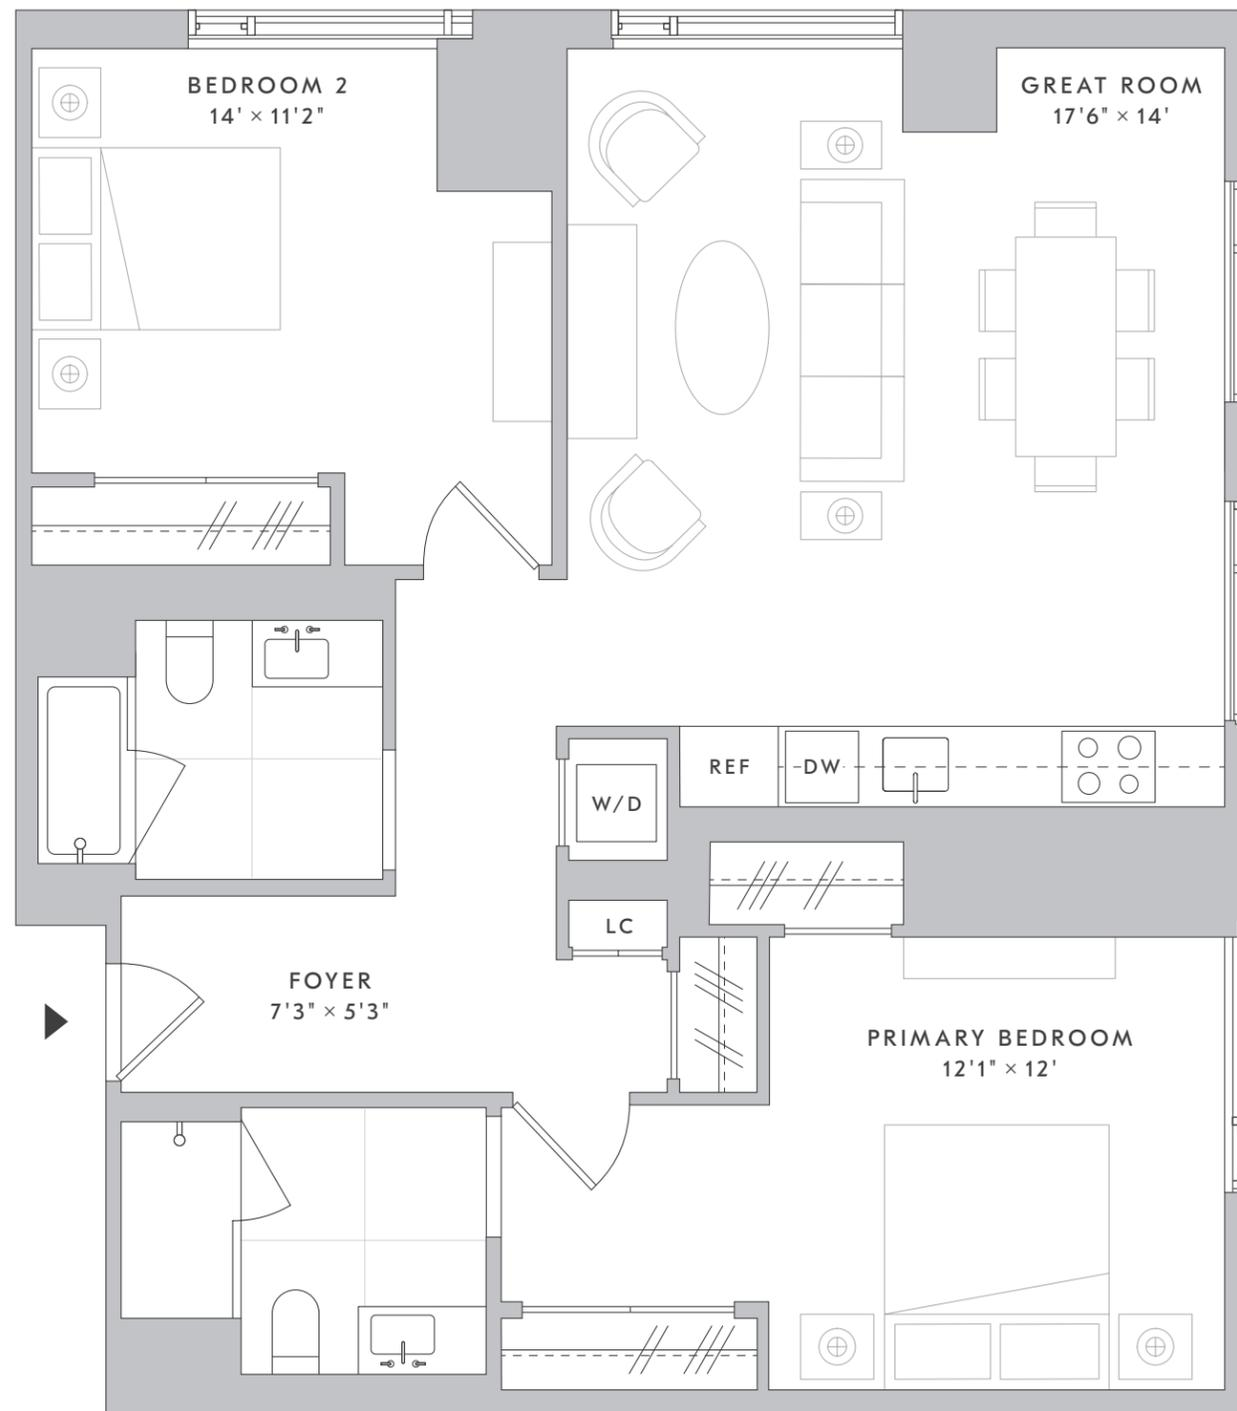 BEDROOM 2
14' × 11'2"
GREAT ROOM
17'6" × 14'
REF
DW
W/D
LC
FOYER
7'3" × 5'3"
PRIMARY BEDROOM
12'1" × 12'